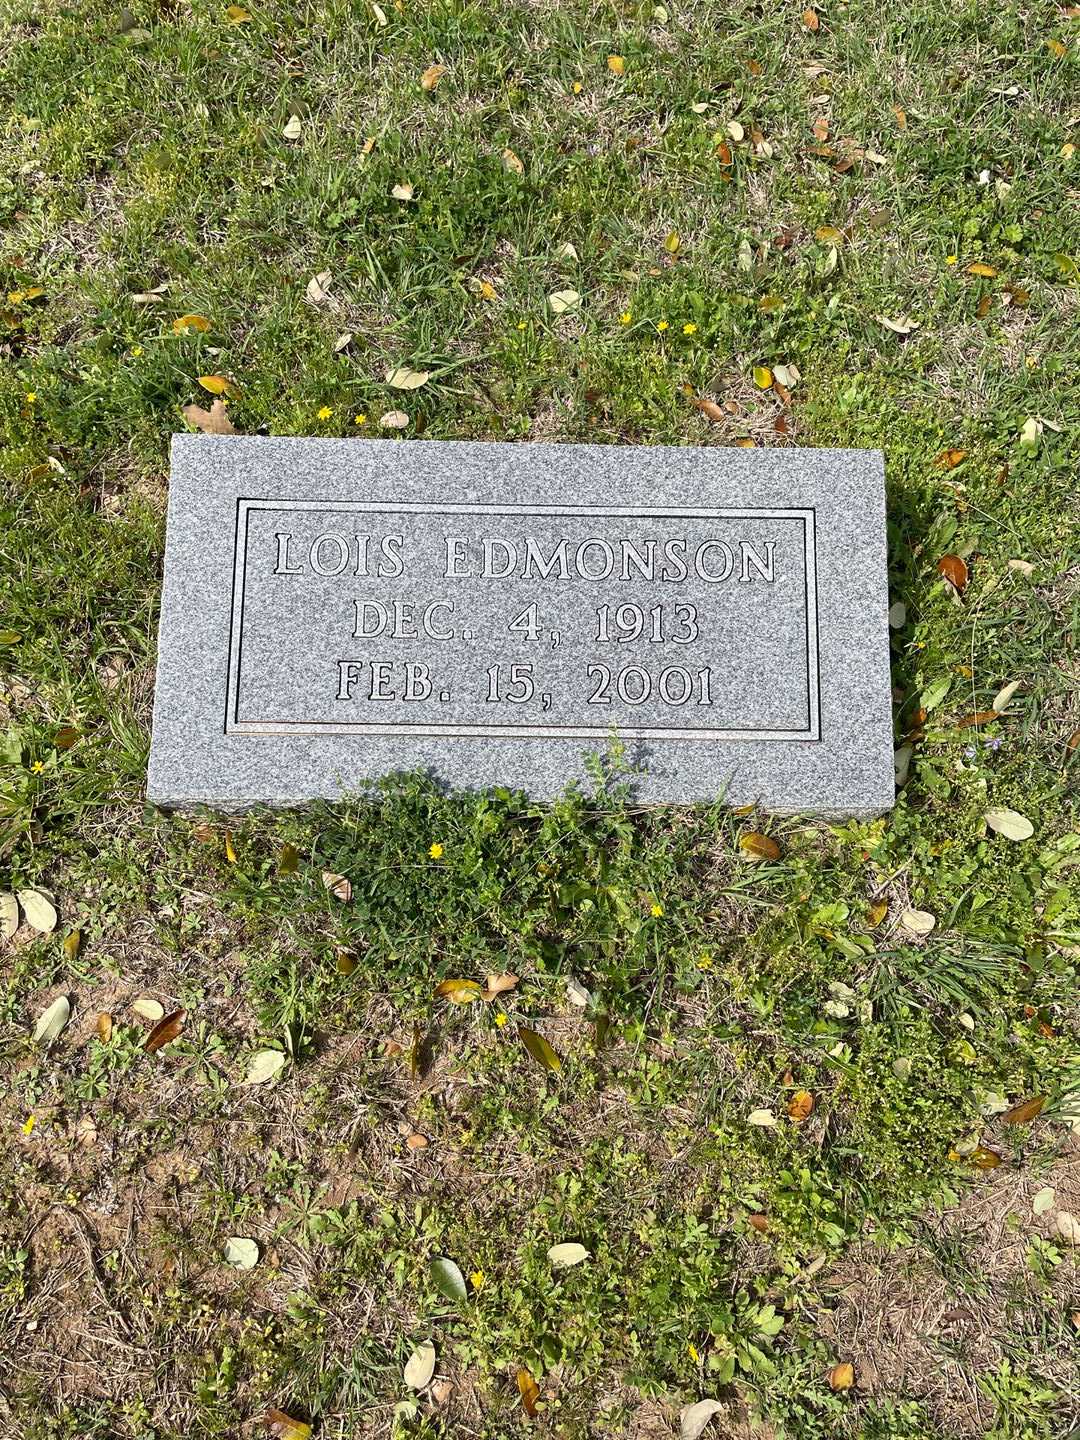 LOIS EDMONSON
DEC. 4, 1913
FEB. 15, 2001